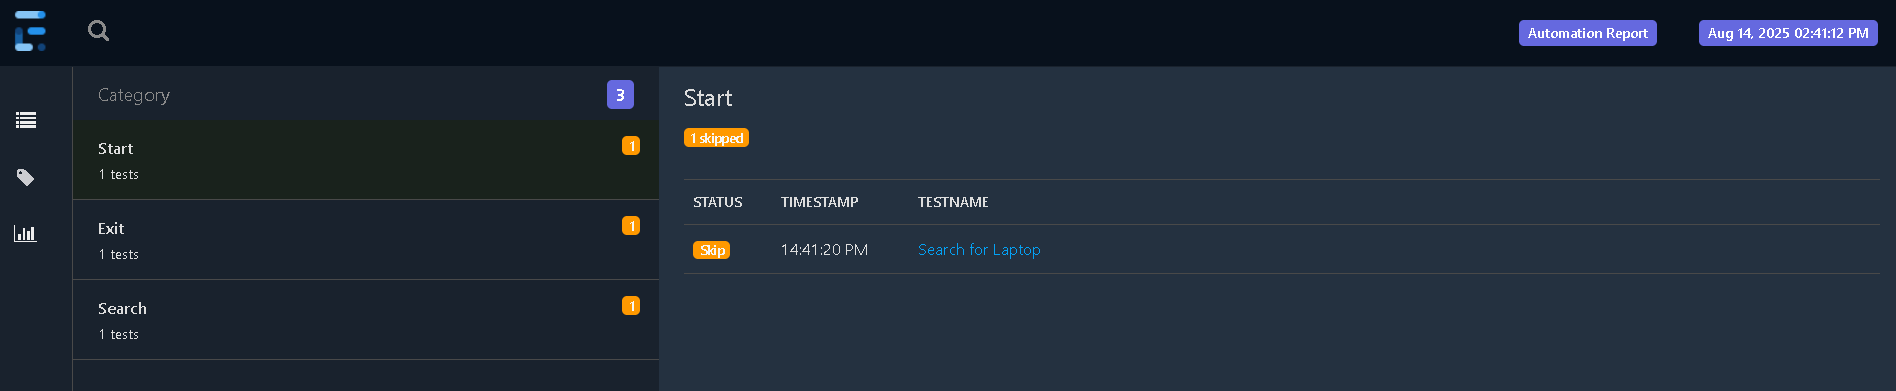 Automation Report
Aug 14, 2025 02:41:12 PM
Category
3
Start
1
1 tests
Exit
1
1 tests
Search
1
1 tests
Start
1 skipped
STATUS TIMESTAMP TESTNAME
Skip 14:41:20 PM Search for Laptop